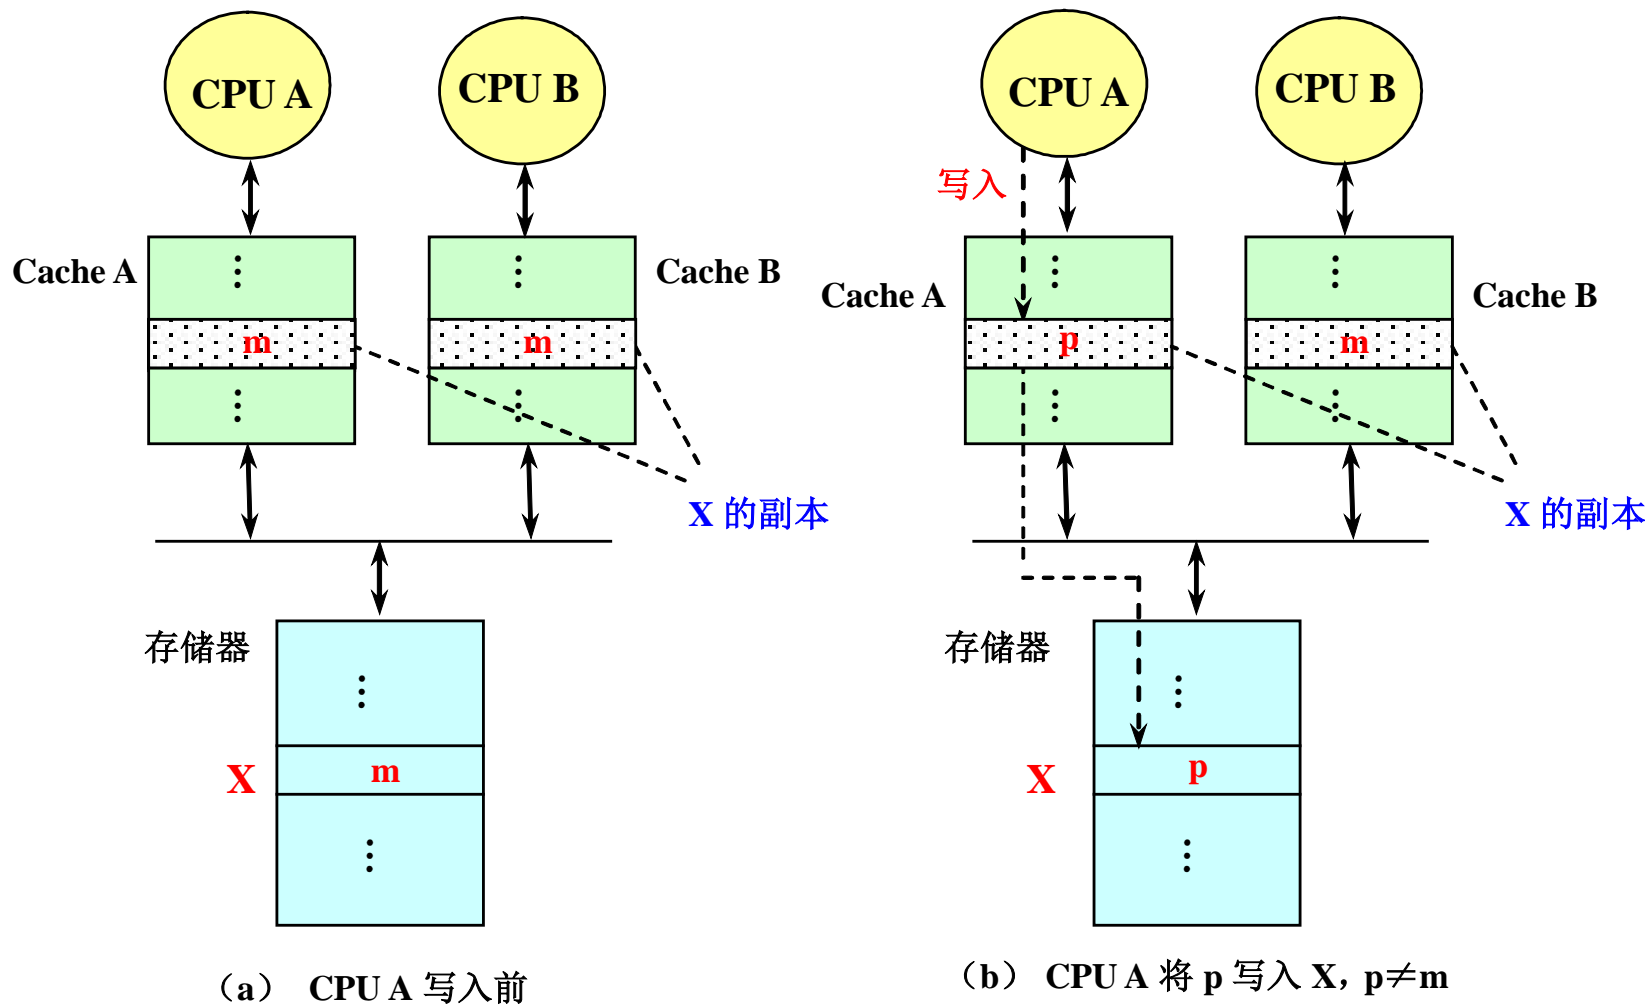 CPU A
CPU B
Cache A
Cache B
m
m
X 的副本
存储器
X
m
（a） CPU A 写入前
CPU A
CPU B
写入
Cache A
Cache B
p
m
X 的副本
存储器
X
p
（b） CPU A 将 p 写入 X，p≠m